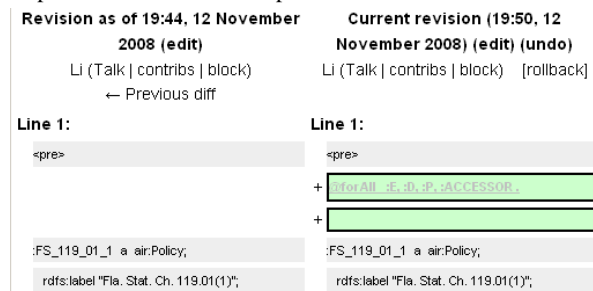 Revision as of 19:44, 12 November
2008 (edit)
Li (Talk | contribs | block)
← Previous diff
Current revision (19:50, 12
November 2008) (edit) (undo)
Li (Talk | contribs | block) [rollback]
Line 1:
Line 1:
<pre>
<pre>
+ @forAll :E, :D, :P, :ACCESSOR .
+
:FS_119_01_1 a air:Policy;
:FS_119_01_1 a air:Policy;
rdfs:label "Fla. Stat. Ch. 119.01(1)";
rdfs:label "Fla. Stat. Ch. 119.01(1)";